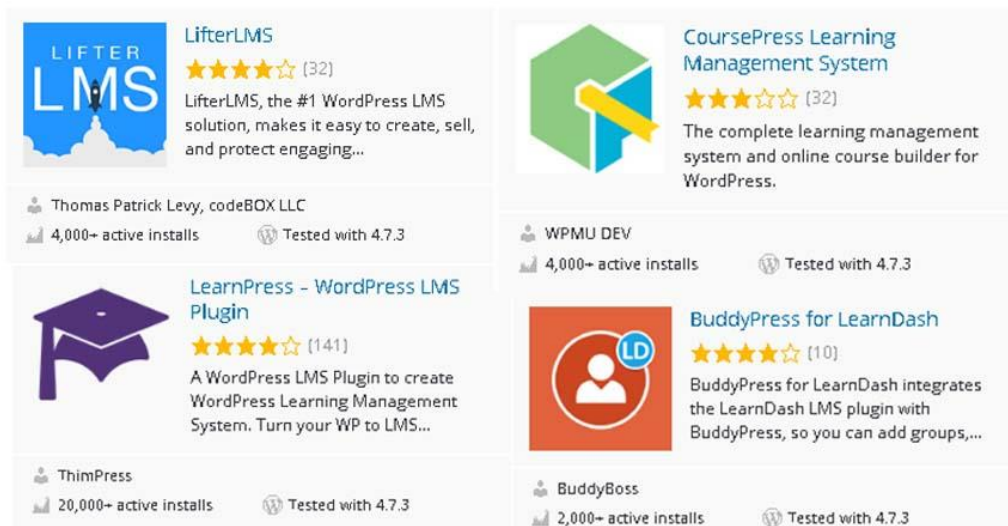 LIFTER
LMS
LifterLMS
(32)
LifterLMS, the #1 WordPress LMS
solution, makes it easy to create, sell,
and protect engaging...
Thomas Patrick Levy, codeBOX LLC
4,000+ active installs
Tested with 4.7.3
CoursePress Learning
Management System
(32)
The complete learning management
system and online course builder for
WordPress.
WPMU DEV
4,000+ active installs
Tested with 4.7.3
LearnPress – WordPress LMS
Plugin
(141)
A WordPress LMS Plugin to create
WordPress Learning Management
System. Turn your WP to LMS...
ThimPress
20,000+ active installs
Tested with 4.7.3
LD
BuddyPress for LearnDash
(10)
BuddyPress for LearnDash integrates
the LearnDash LMS plugin with
BuddyPress, so you can add groups,...
BuddyBoss
2,000+ active installs
Tested with 4.7.3